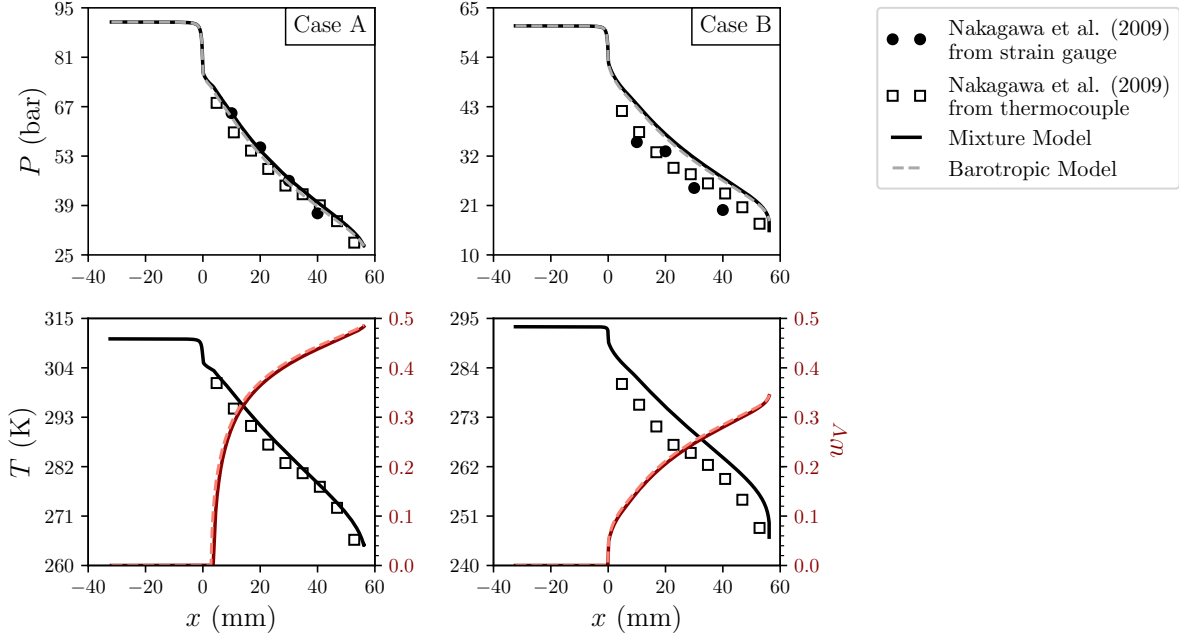 Case A
P (bar)
95
81
67
53
39
25
−40 −20 0 20 40 60
Case B
65
54
43
32
21
10
−40 −20 0 20 40 60
Nakagawa et al. (2009)
from strain gauge
Nakagawa et al. (2009)
from thermocouple
Mixture Model
Barotropic Model
T (K)
315
304
293
282
271
260
0.5
0.4
0.3
0.2
0.1
0.0
−40 −20 0 20 40 60
x (mm)
295
284
273
262
251
240
0.5
0.4
0.3
0.2
0.1
0.0
−40 −20 0 20 40 60
x (mm)